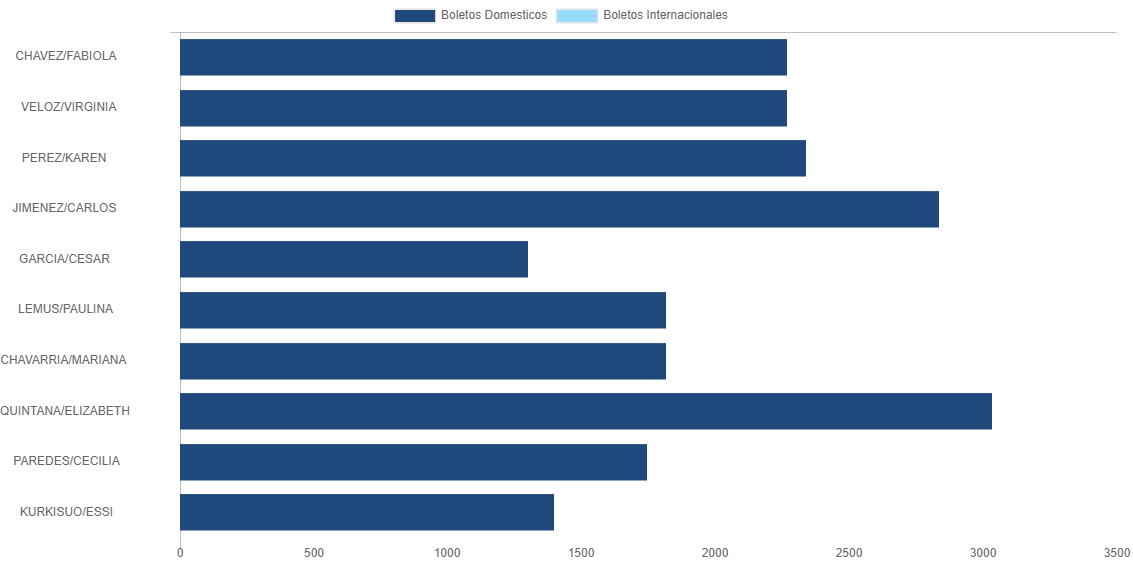 Boletos Domesticos Boletos Internacionales
CHAVEZ/FABIOLA
VELOZ/VIRGINIA
PEREZ/KAREN
JIMENEZ/CARLOS
GARCIA/CESAR
LEMUS/PAULINA
CHAVARRIA/MARIANA
QUINTANA/ELIZABETH
PAREDES/CECILIA
KURKISUO/ESSI
0 500 1000 1500 2000 2500 3000 3500